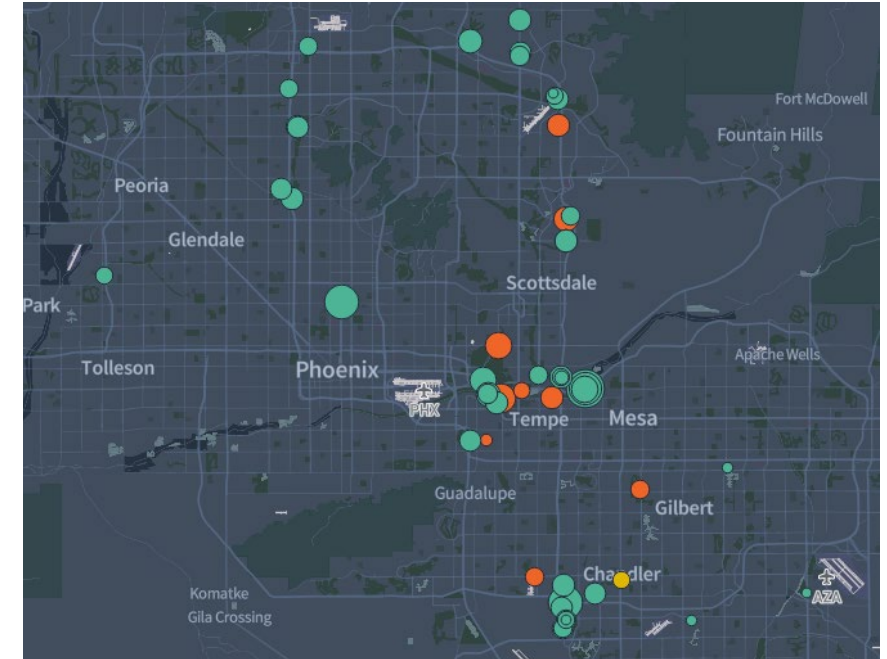 Fort McDowell
Fountain Hills
Peoria
Glendale
Scottsdale
Park
Apache Wells
Tolleson
Phoenix
PHX
Tempe
Mesa
Guadalupe
Gilbert
Chandler
Komatke
AZA
Gila Crossing